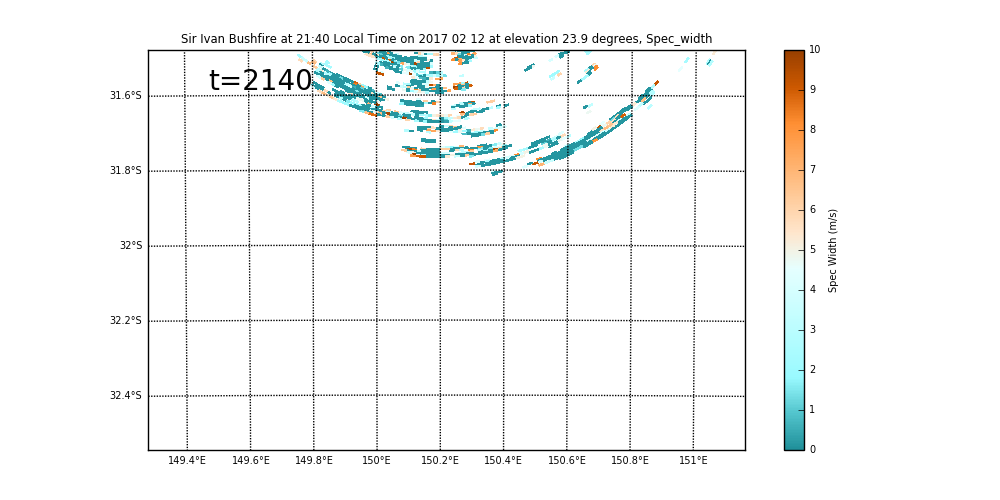 Sir Ivan Bushfire at 21:40 Local Time on 2017 02 12 at elevation 23.9 degrees, Spec_width
t=2140
31.6°S
31.8°S
32°S
32.2°S
32.4°S
149.4°E 149.6°E 149.8°E 150°E 150.2°E 150.4°E 150.6°E 150.8°E 151°E
10
9
8
7
6
5
4
3
2
1
0
Spec Width (m/s)